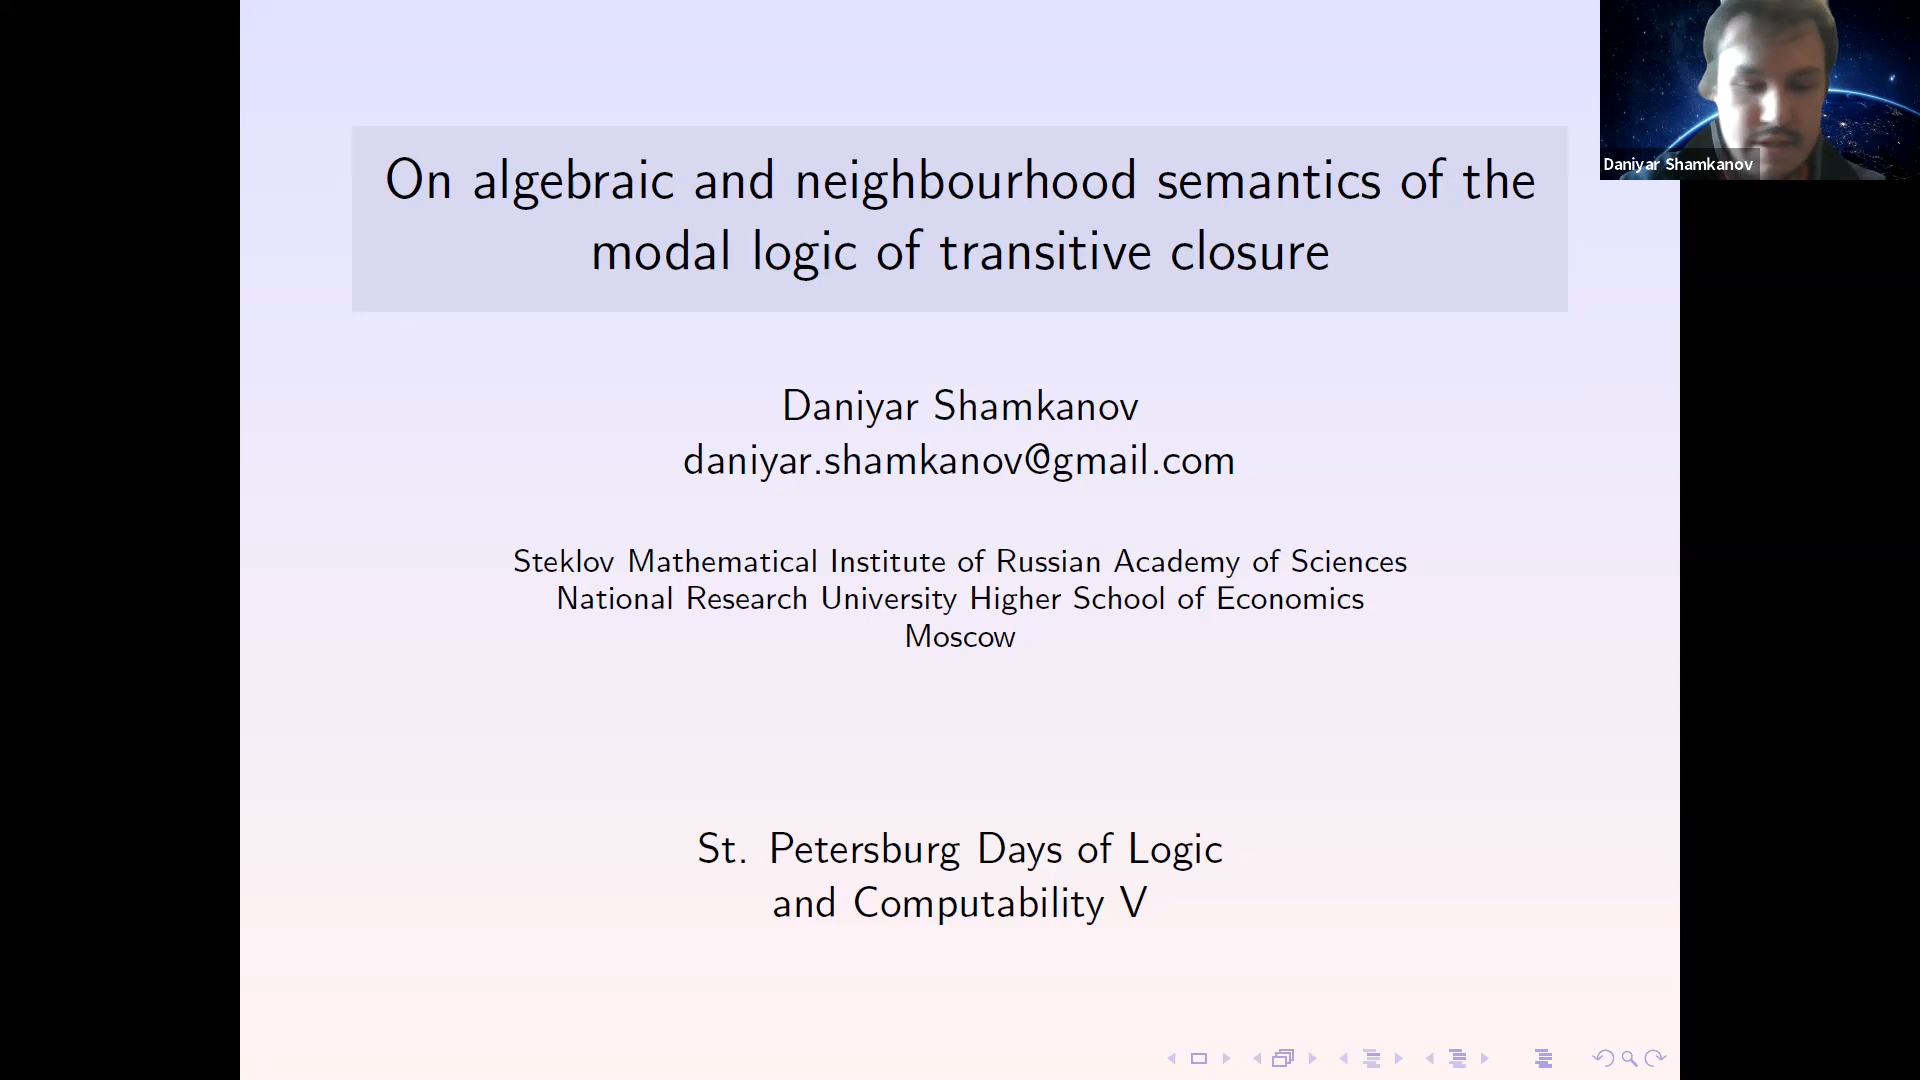 On algebraic and neighbourhood semantics of the
modal logic of transitive closure
Daniyar Shamkanov
Daniyar Shamkanov
daniyar.shamkanov@gmail.com
Steklov Mathematical Institute of Russian Academy of Sciences
National Research University Higher School of Economics
Moscow
St. Petersburg Days of Logic
and Computability V